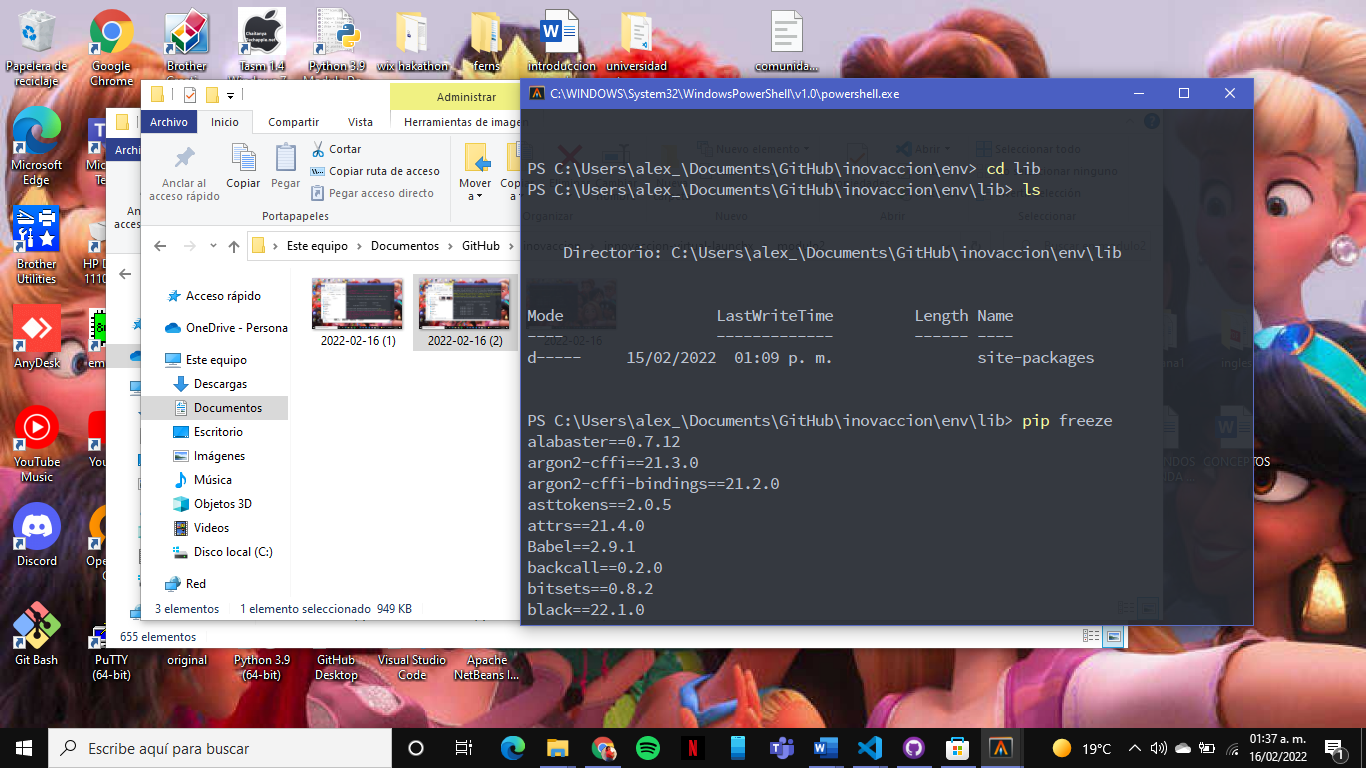 Papelera de reciclaje
Google Chrome
Brother
Tasm 1.4
Python 3.9
wix hakathon
ferns
introduccion
universidad
comunida...
Microsoft Edge
Brother Utilities
HP D
1110
AnyDesk
em
YouTube Music
You
Discord
Ope
Git Bash
PuTTY (64-bit)
original
Python 3.9 (64-bit)
GitHub Desktop
Visual Studio Code
Apache NetBeans I...
CONCEPTOS
Administrar
Archivo
Inicio
Compartir
Vista
Herramientas de imagen
Anclar al acceso rápido
Copiar
Pegar
Cortar
Copiar ruta de acceso
Pegar acceso directo
Mover a
Portapapeles
Este equipo
Documentos
GitHub
Acceso rápido
OneDrive - Persona
Este equipo
Descargas
Documentos
Escritorio
Imágenes
Música
Objetos 3D
Videos
Disco local (C:)
Red
2022-02-16 (1)
2022-02-16 (2)
2022-02-16
3 elementos
1 elemento seleccionado 949 KB
655 elementos
C:\WINDOWS\System32\WindowsPowerShell\v1.0\powershell.exe
PS C:\Users\alex_\Documents\GitHub\inovaccion\env> cd lib
PS C:\Users\alex_\Documents\GitHub\inovaccion\env\lib> ls
Directorio: C:\Users\alex_\Documents\GitHub\inovaccion\env\lib
Mode LastWriteTime Length Name
---- ------------- ------ ----
d----- 15/02/2022 01:09 p. m. site-packages
PS C:\Users\alex_\Documents\GitHub\inovaccion\env\lib> pip freeze
alabaster==0.7.12
argon2-cffi==21.3.0
argon2-cffi-bindings==21.2.0
asttokens==2.0.5
attrs==21.4.0
Babel==2.9.1
backcall==0.2.0
bitsets==0.8.2
black==22.1.0
Escribe aquí para buscar
19°C
01:37 a. m.
16/02/2022
1